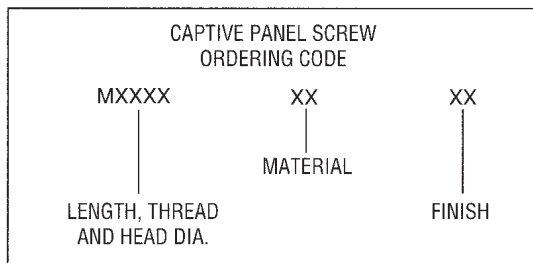 CAPTIVE PANEL SCREW
ORDERING CODE
MXXXX XX XX
MATERIAL
LENGTH, THREAD FINISH
AND HEAD DIA.